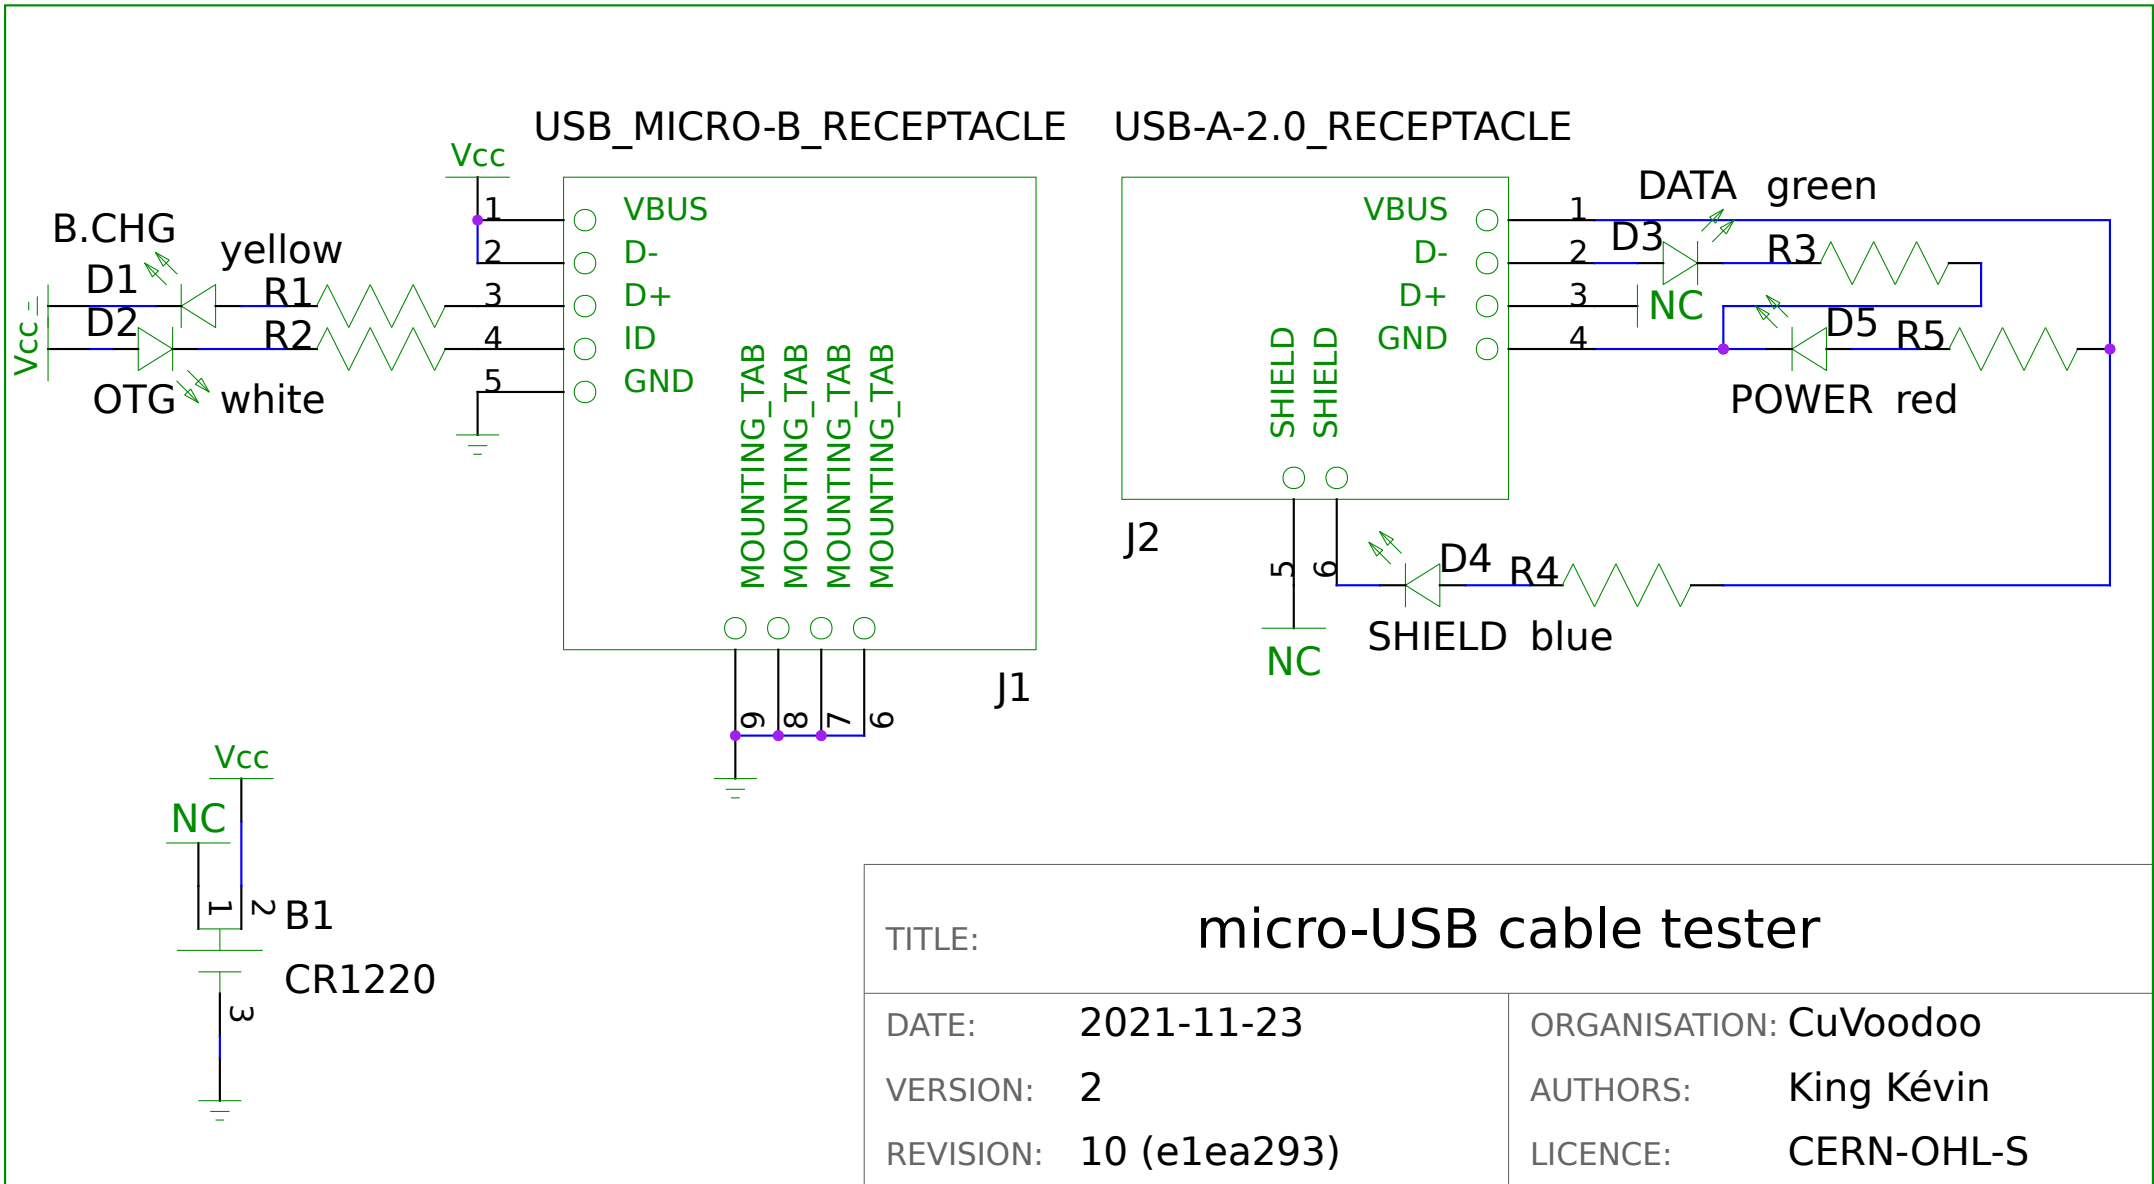 USB_MICRO-B_RECEPTACLE
USB-A-2.0_RECEPTACLE
Vcc
1 VBUS
2 D-
3 D+
4 ID
5 GND
B.CHG
yellow
D1 R1
D2 R2
Vcc
OTG white
MOUNTING_TAB
MOUNTING_TAB
MOUNTING_TAB
MOUNTING_TAB
9 8 7 6
J1
VBUS 1
D- 2
D+ 3 NC
GND 4
DATA green
D3 R3
D5 R5
POWER red
SHIELD
SHIELD
J2
5 6
NC
D4 R4
SHIELD blue
Vcc
NC
1 2 B1
CR1220
3
TITLE: micro-USB cable tester
DATE: 2021-11-23
ORGANISATION: CuVoodoo
VERSION: 2
AUTHORS: King Kévin
REVISION: 10 (e1ea293)
LICENCE: CERN-OHL-S